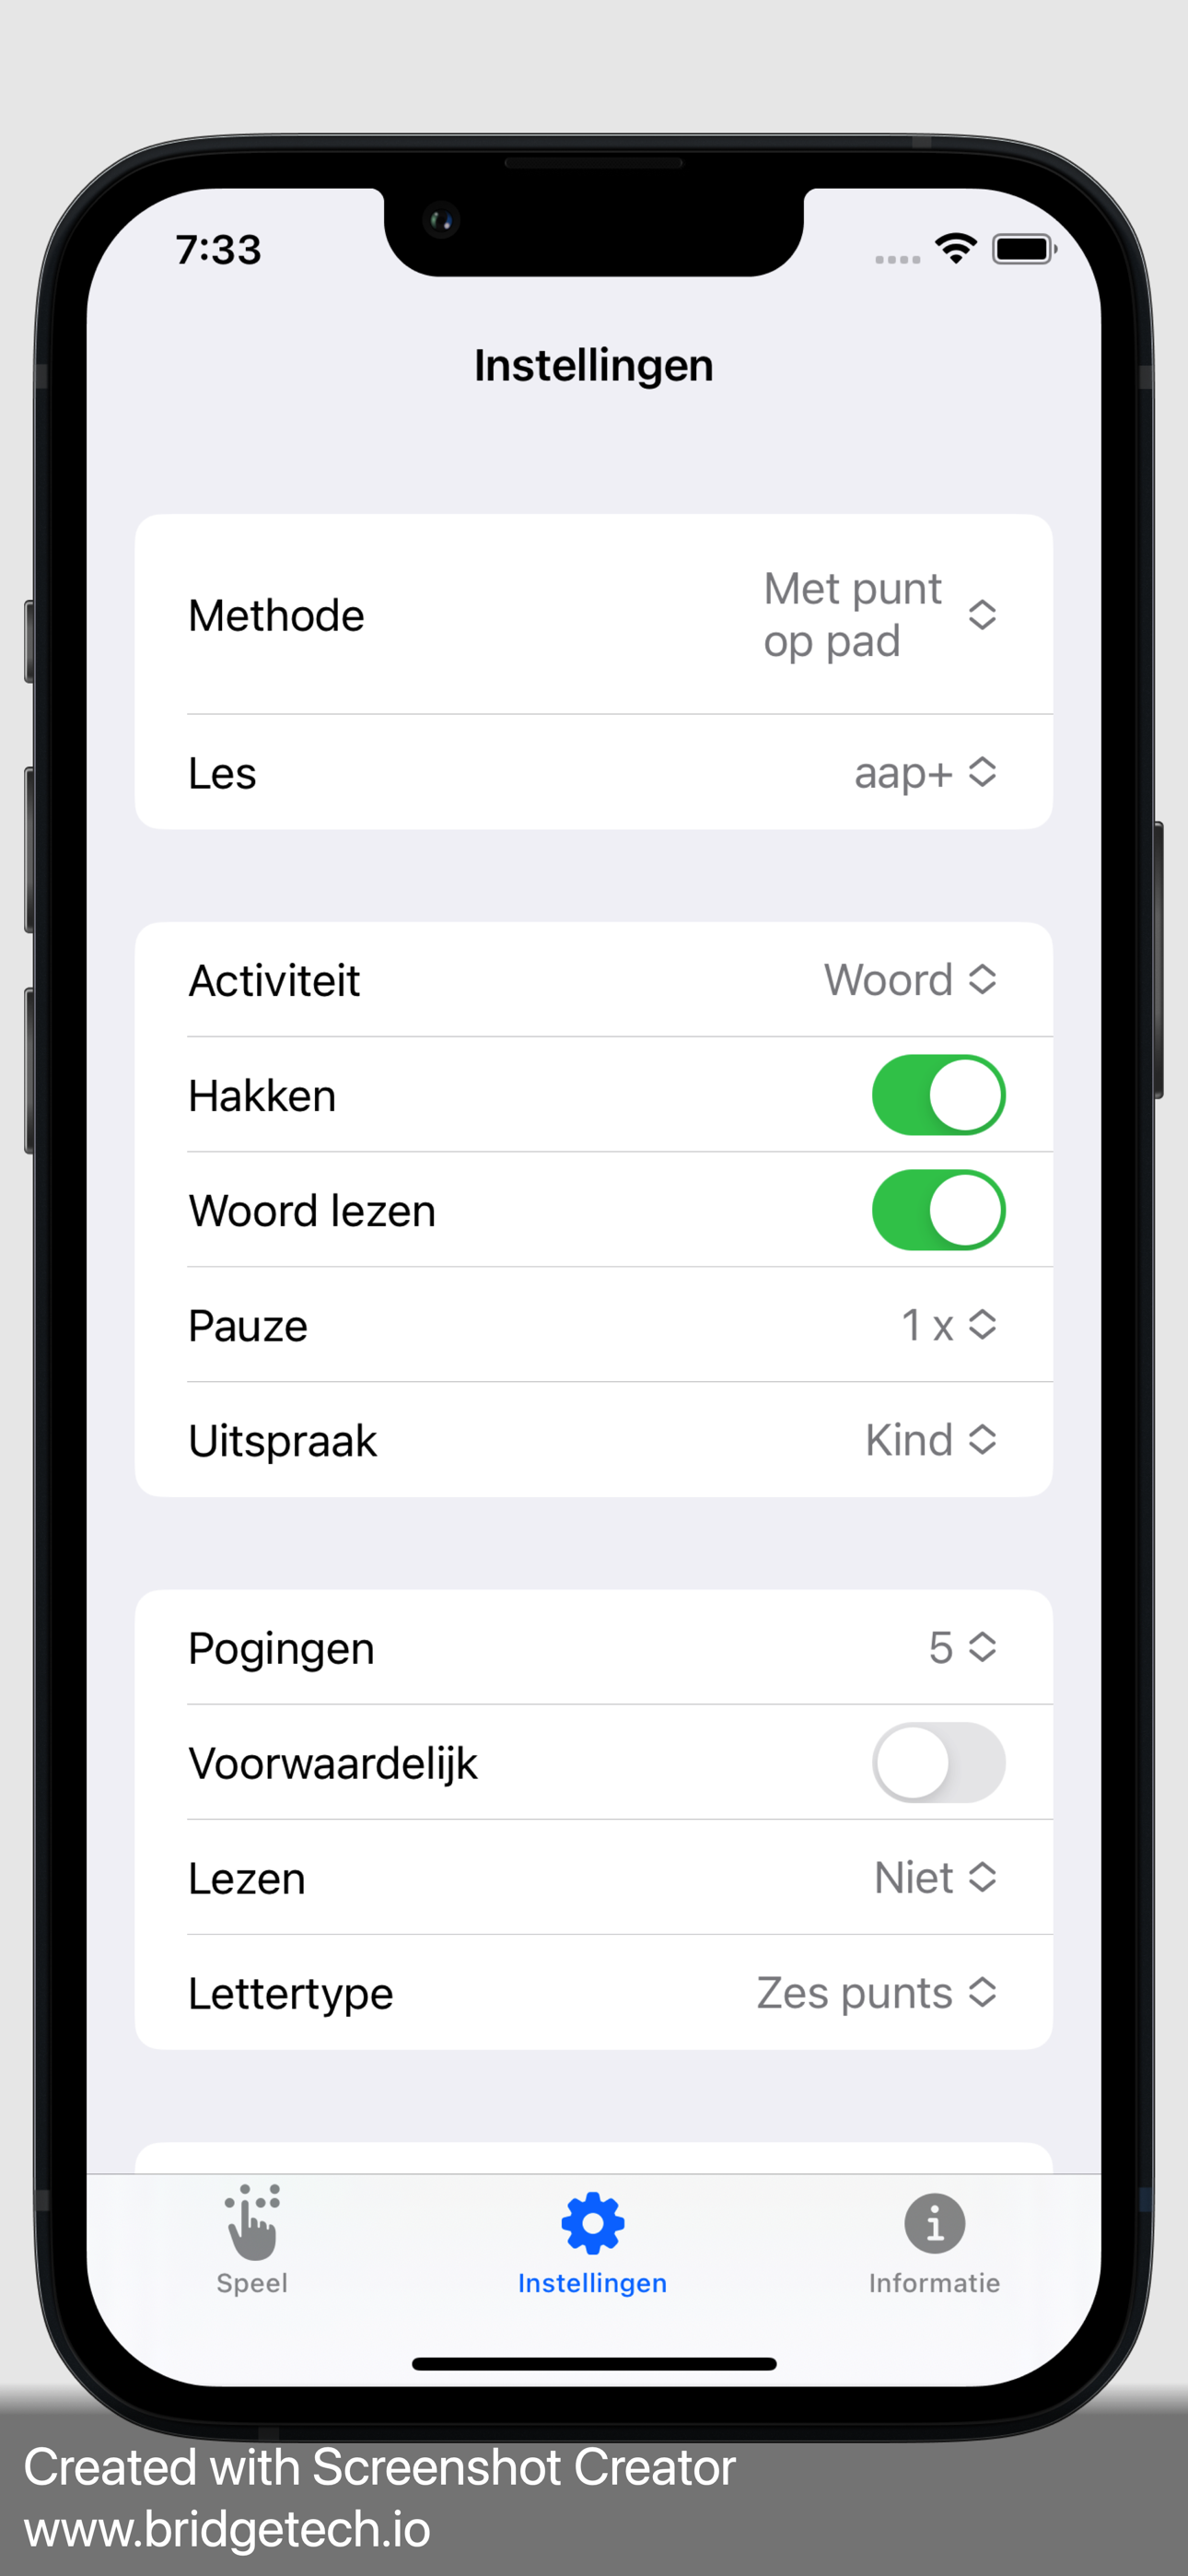 7:33
Instellingen
Methode
Met punt
op pad
Les
aap+
Activiteit
Woord
Hakken
Woord lezen
Pauze
1 x
Uitspraak
Kind
Pogingen
5
Voorwaardelijk
Lezen
Niet
Lettertype
Zes punts
Speel
Instellingen
Informatie
Created with Screenshot Creator
www.bridgetech.io